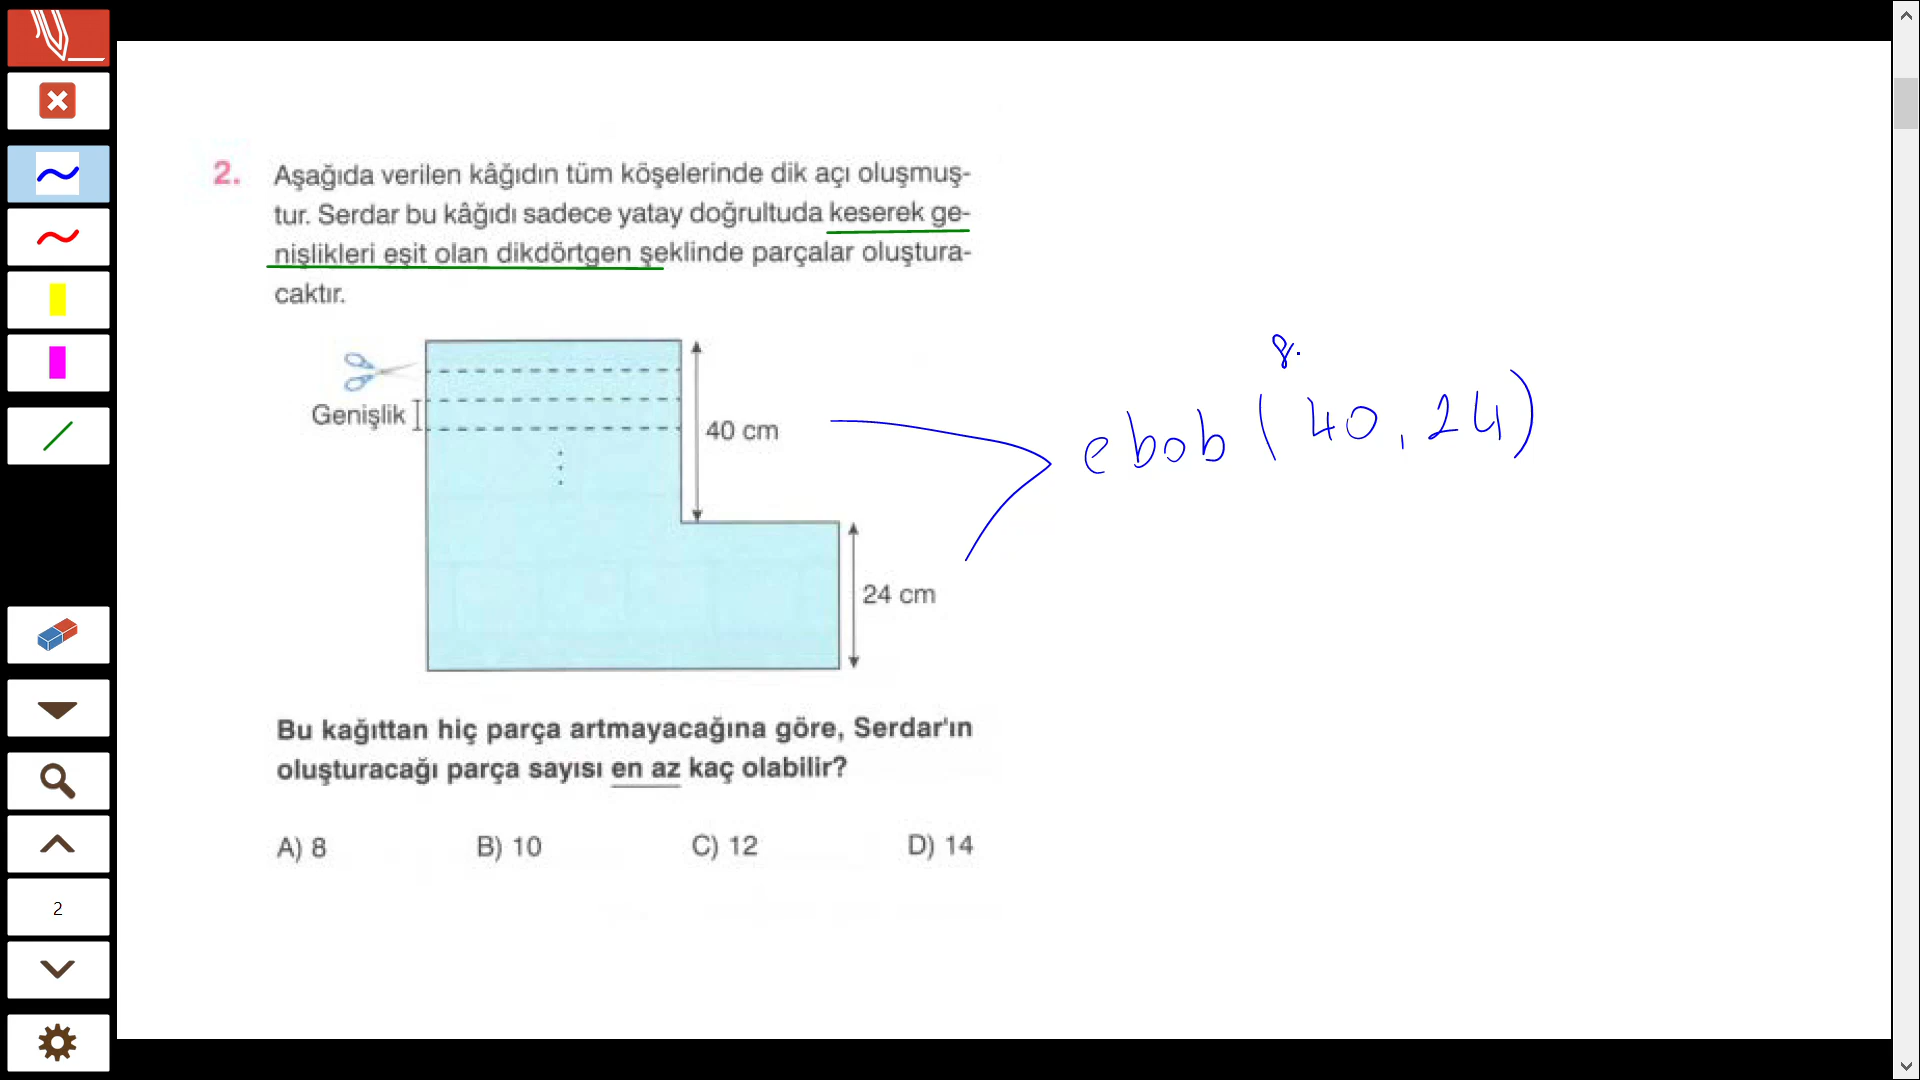 2. Aşağıda verilen kâğıdın tüm köşelerinde dik açı oluşmuş-
tur. Serdar bu kâğıdı sadece yatay doğrultuda keserek ge-
nişlikleri eşit olan dikdörtgen şeklinde parçalar oluştura-
caktır.
8.
Genişlik
40 cm
ebob ( 40, 24)
24 cm
Bu kağıttan hiç parça artmayacağına göre, Serdar'ın
oluşturacağı parça sayısı en az kaç olabilir?
A) 8 B) 10 C) 12 D) 14
2